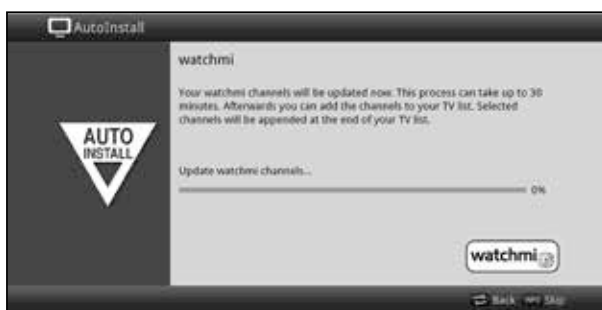 AutoInstall
watchmi
Your watchmi channels will be updated now. This process can take up to 30
minutes. Afterwards you can add the channels to your TV list. Selected
channels will be appended at the end of your TV list.
AUTO
INSTALL
Update watchmi channels...
0%
watchmi
Back Skip